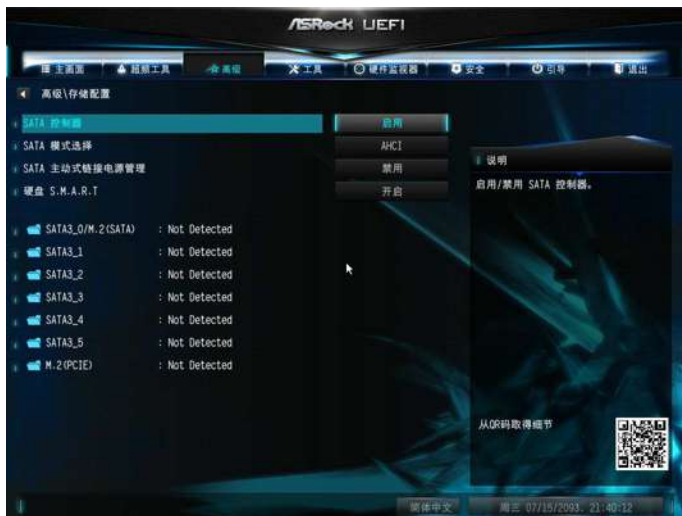 ASRock UEFI
主画面 超频工具 高级 工具 硬件监视器 安全 引导 退出
高级\存储配置
SATA 控制器 启用
SATA 模式选择 AHCI
SATA 主动式链接电源管理 禁用
硬盘 S.M.A.R.T 开启
SATA3_0/M.2(SATA) : Not Detected
SATA3_1 : Not Detected
SATA3_2 : Not Detected
SATA3_3 : Not Detected
SATA3_4 : Not Detected
SATA3_5 : Not Detected
M.2(PCIE) : Not Detected
说明
启用/禁用 SATA 控制器。
从QR码取得细节
简体中文
周三 07/15/2093. 21:40:12